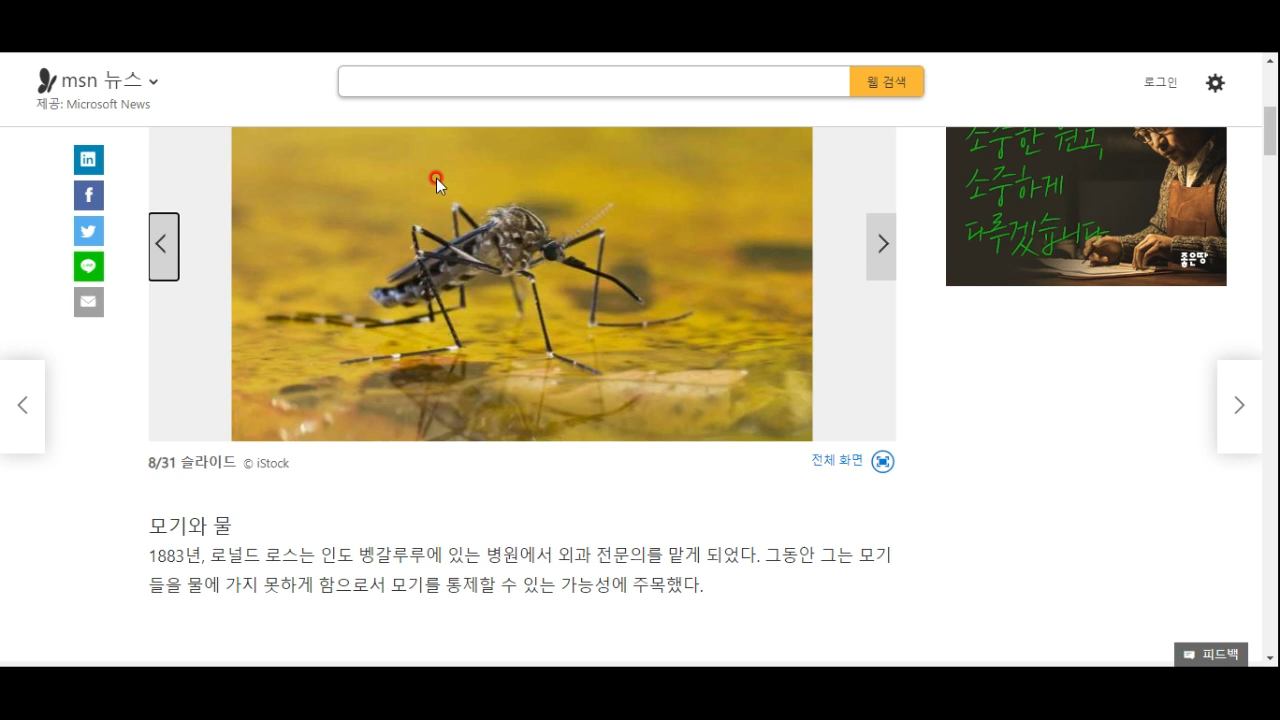 msn 뉴스
제공: Microsoft News
웹 검색
로그인
소중한 원고,
소중하게
다루겠습니다
좋은땅
8/31 슬라이드 © iStock
전체 화면
모기와 물
1883년, 로널드 로스는 인도 벵갈루루에 있는 병원에서 외과 전문의를 맡게 되었다. 그동안 그는 모기
들을 물에 가지 못하게 함으로서 모기를 통제할 수 있는 가능성에 주목했다.
피드백